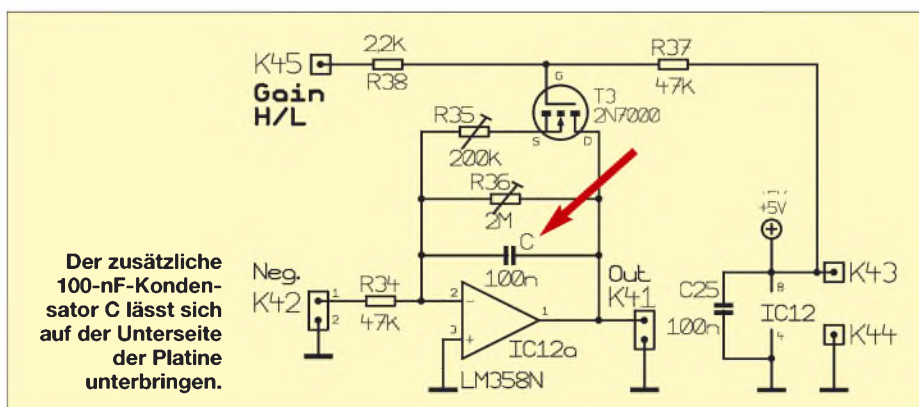 K45
2,2K
R38
R37
47K
Gain
H/L
G
T3
2N7000
R35
200K
S
D
R36
2M
C
100n
+5V
Der zusätzliche
100-nF-Konden-
sator C lässt sich
auf der Unterseite
der Platine
unterbringen.
Neg.
K42
1
2
R34
47K
2
3
1
IC12a
LM358N
Out
K41
C25
100n
8
IC12
4
K43
K44